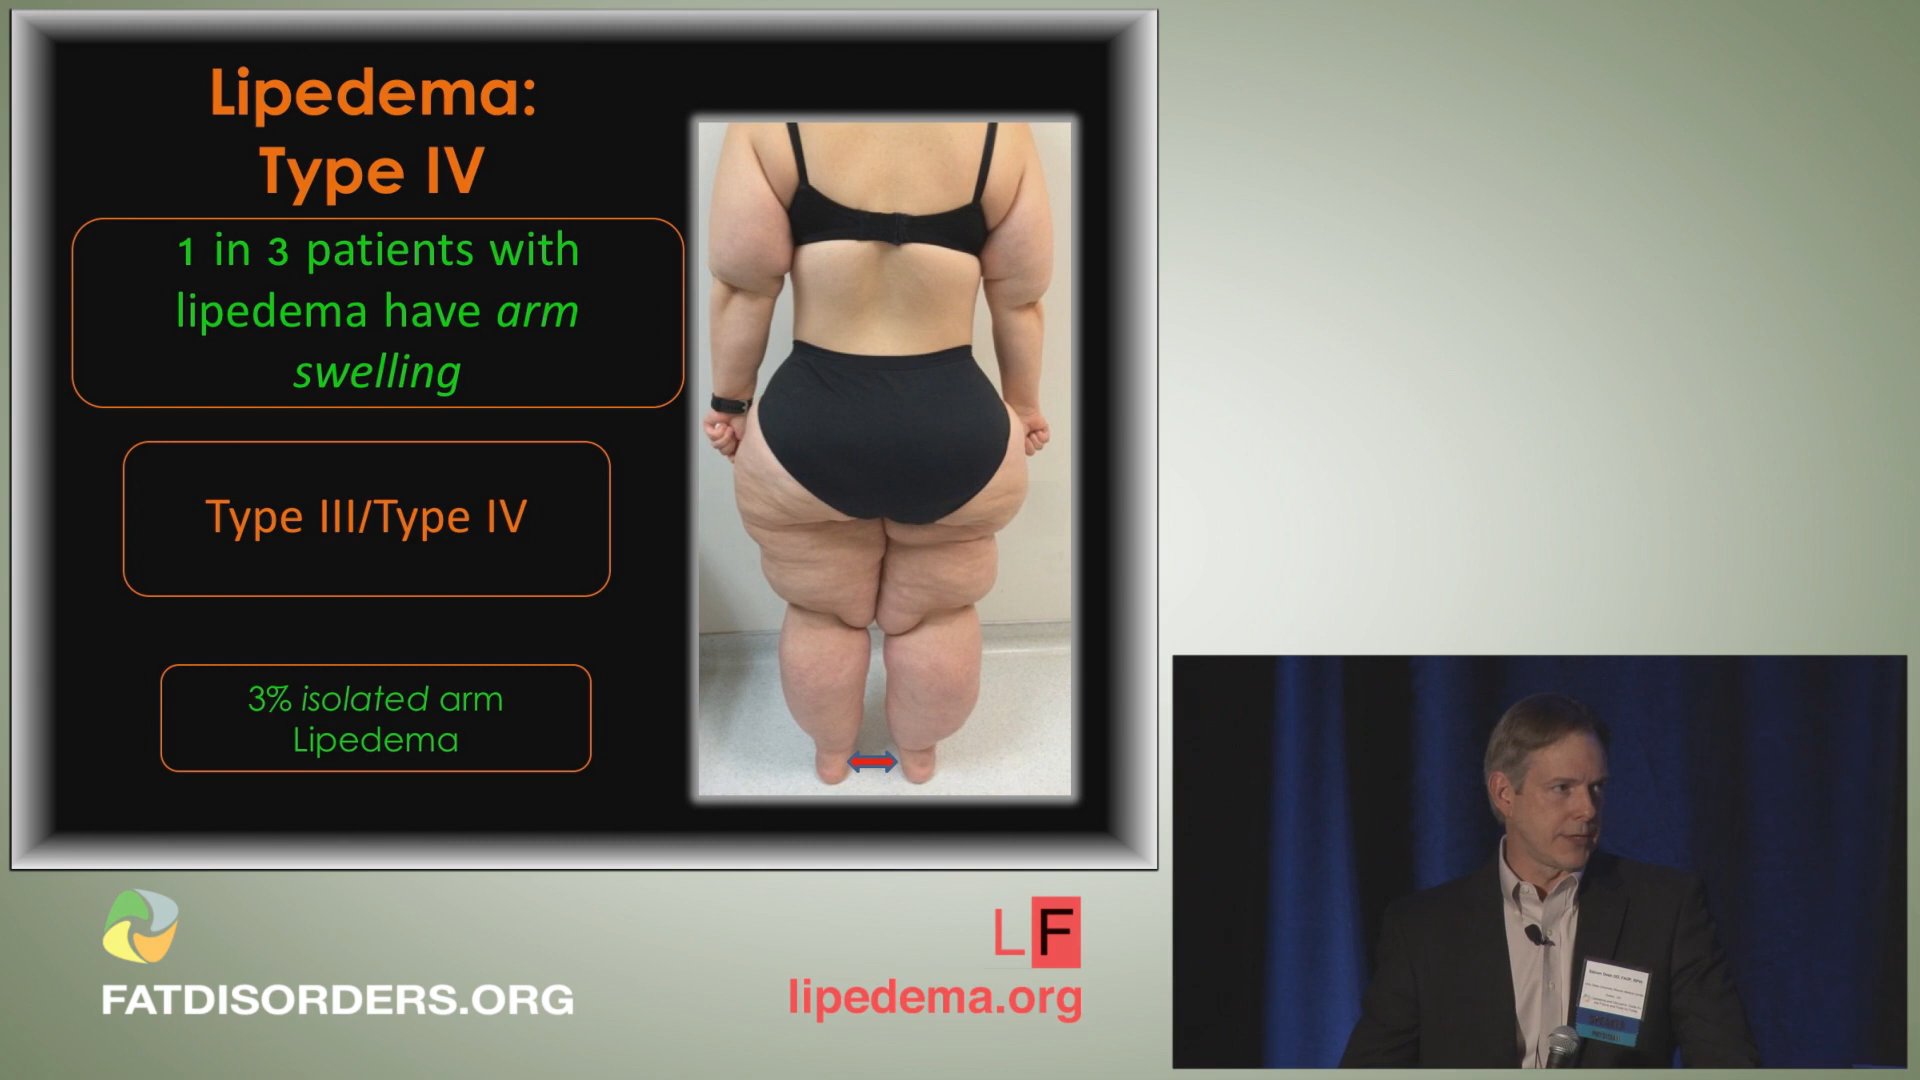 Lipedema:
Type IV
1 in 3 patients with
lipedema have arm
swelling
Type III/Type IV
3% isolated arm
Lipedema
FATDISORDERS.ORG
LF
lipedema.org